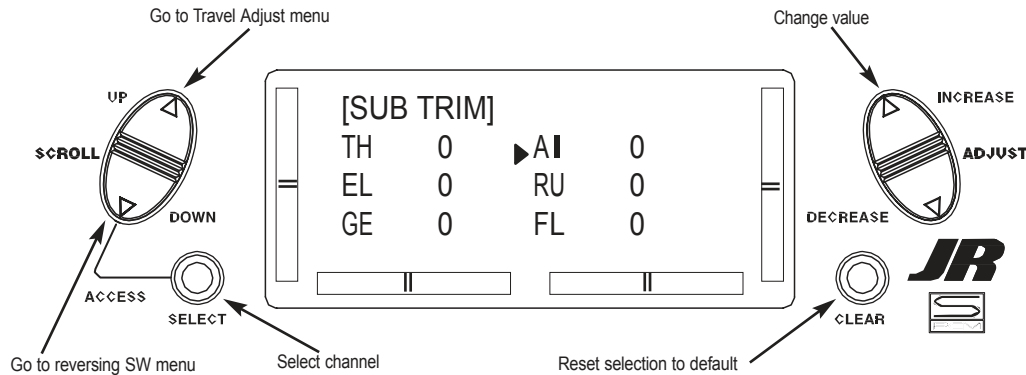 Go to Travel Adjust menu
Change value
UP
SCROLL
DOWN
ACCESS
SELECT
[SUB TRIM]
TH 0 AI 0
EL 0 RU 0
GE 0 FL 0
INCREASE
ADJUST
DECREASE
CLEAR
JR
S
Go to reversing SW menu
Select channel
Reset selection to default